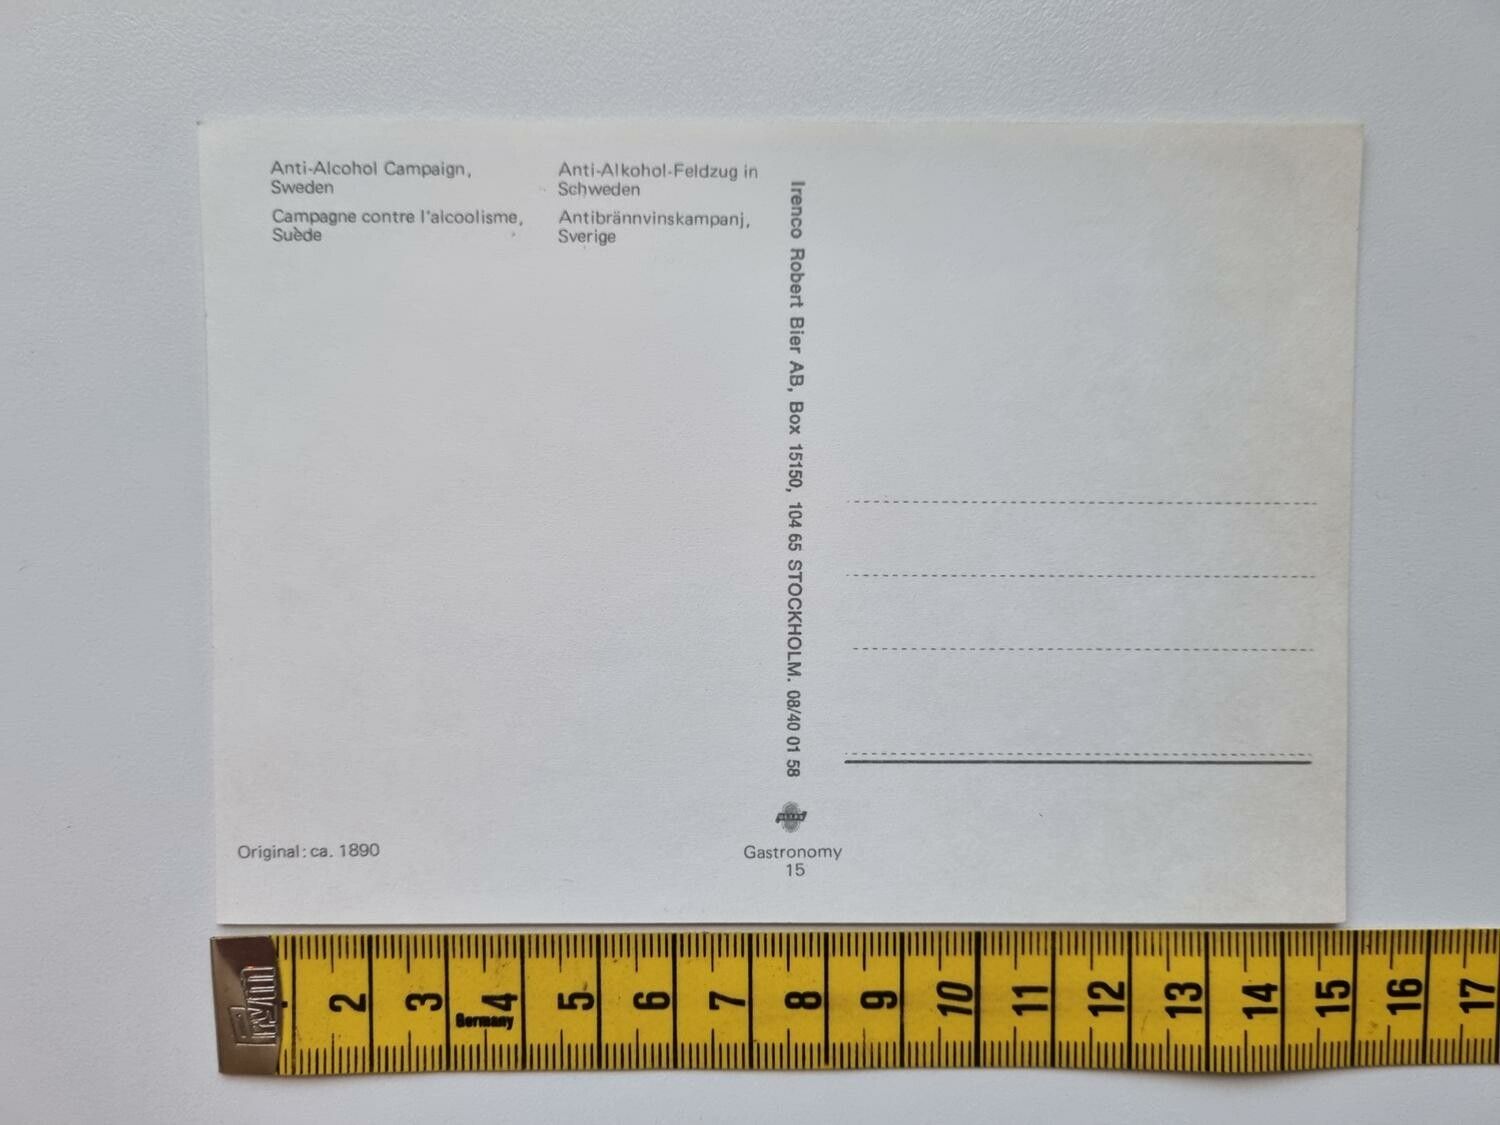 Anti-Alcohol Campaign,
Sweden
Campagne contre l'alcoolisme,
Suède
Anti-Alkohol-Feldzug in
Schweden
Antibrännvinskampanj,
Sverige
Irenco Robert Bier AB, Box 15150, 104 65 STOCKHOLM. 08/40 01 58
Original: ca. 1890
Gastronomy
15
Prym
2 3 4 5 6 7 8 9 10 11 12 13 14 15 16 17
Germany